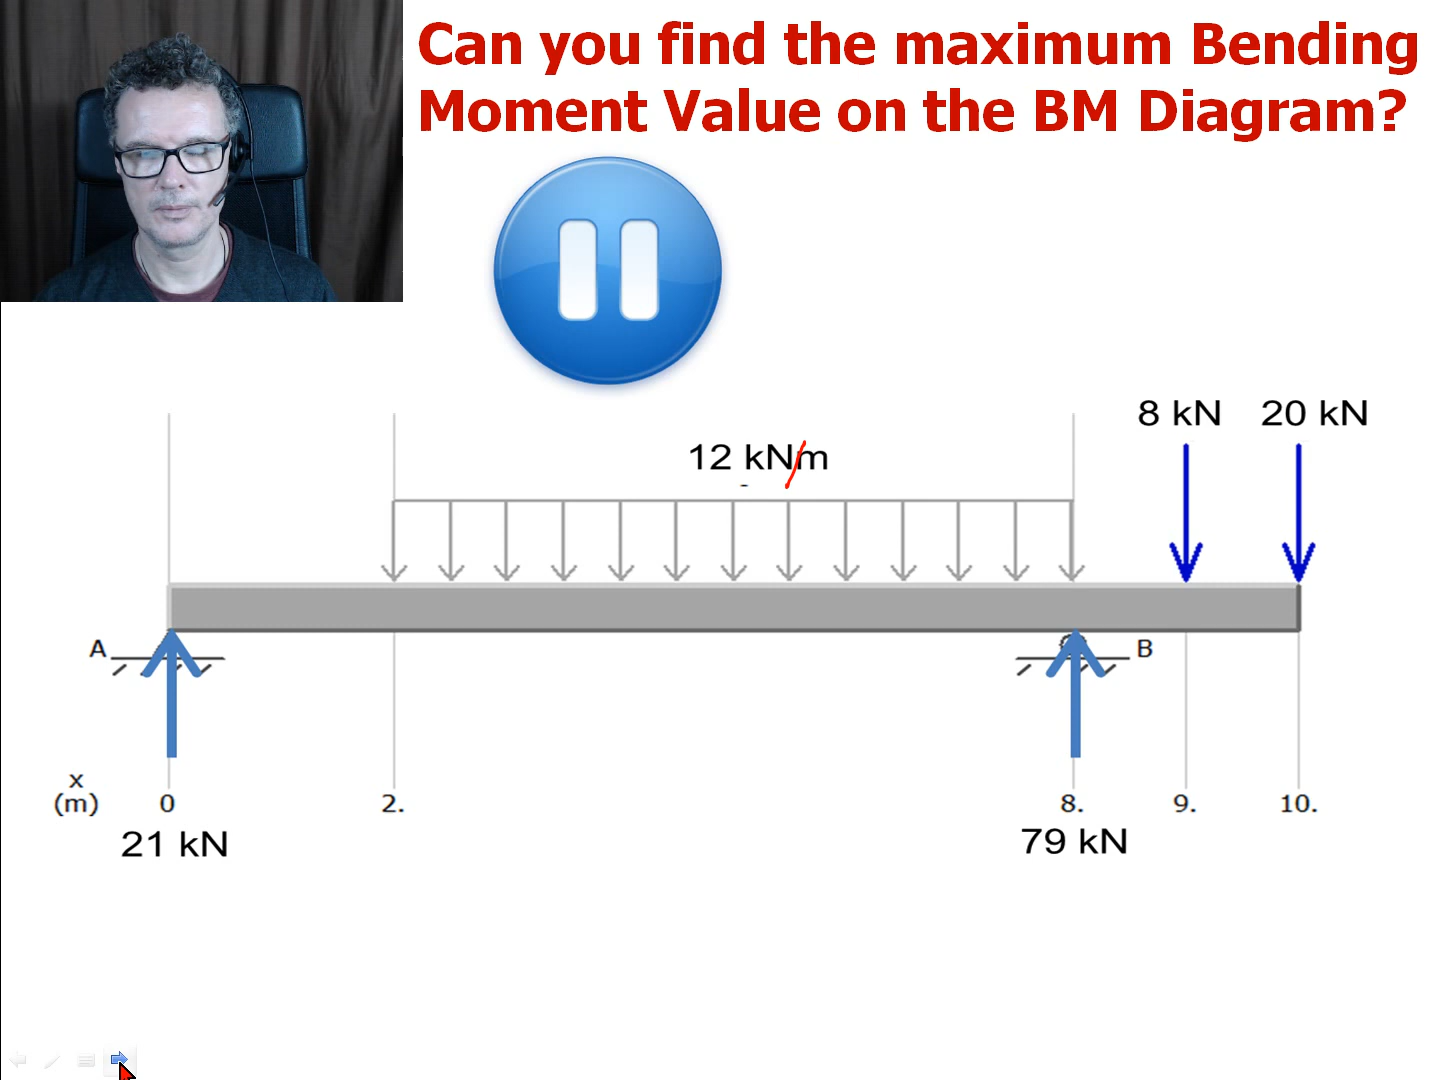 Can you find the maximum Bending
Moment Value on the BM Diagram?
8 kN 20 kN
12 kN/m
A
B
x
(m) 0 2. 8. 9. 10.
21 kN 79 kN